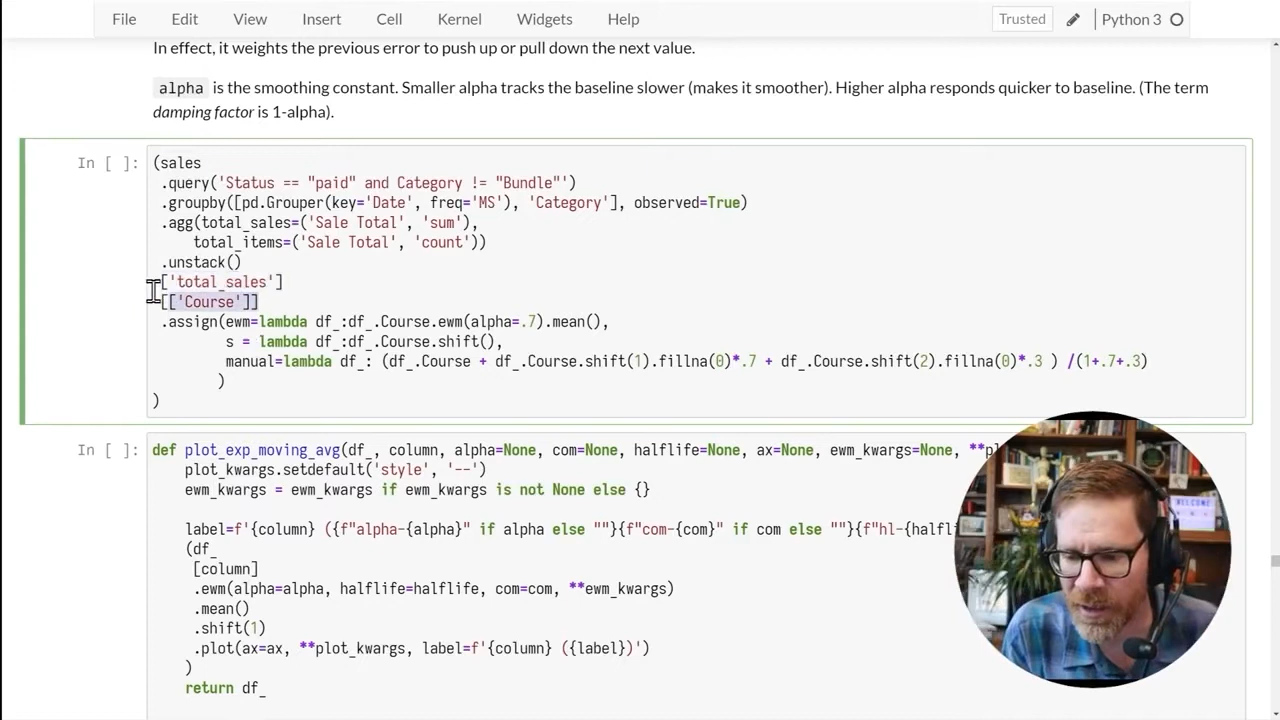 File Edit View Insert Cell Kernel Widgets Help Trusted Python 3
In effect, it weights the previous error to push up or pull down the next value.
alpha is the smoothing constant. Smaller alpha tracks the baseline slower (makes it smoother). Higher alpha responds quicker to baseline. (The term
damping factor is 1-alpha).
In [ ]:
(sales
 .query('Status == "paid" and Category != "Bundle"')
 .groupby([pd.Grouper(key='Date', freq='MS'), 'Category'], observed=True)
 .agg(total_sales=('Sale Total', 'sum'),
     total_items=('Sale Total', 'count'))
 .unstack()
 ['total_sales']
 [['Course']]
 .assign(ewm=lambda df_:df_.Course.ewm(alpha=.7).mean(),
         s = lambda df_:df_.Course.shift(),
         manual=lambda df_: (df_.Course + df_.Course.shift(1).fillna(0)*.7 + df_.Course.shift(2).fillna(0)*.3 ) /(1+.7+.3)
        )
)
In [ ]:
def plot_exp_moving_avg(df_, column, alpha=None, com=None, halflife=None, ax=None, ewm_kwargs=None, **pl
    plot_kwargs.setdefault('style', '--')
    ewm_kwargs = ewm_kwargs if ewm_kwargs is not None else {}
    label=f'{column} ({f"alpha-{alpha}" if alpha else ""}{f"com-{com}" if com else ""}{f"hl-{halfli
    (df_
     [column]
     .ewm(alpha=alpha, halflife=halflife, com=com, **ewm_kwargs)
     .mean()
     .shift(1)
     .plot(ax=ax, **plot_kwargs, label=f'{column} ({label})')
    )
    return df_
WELCOME